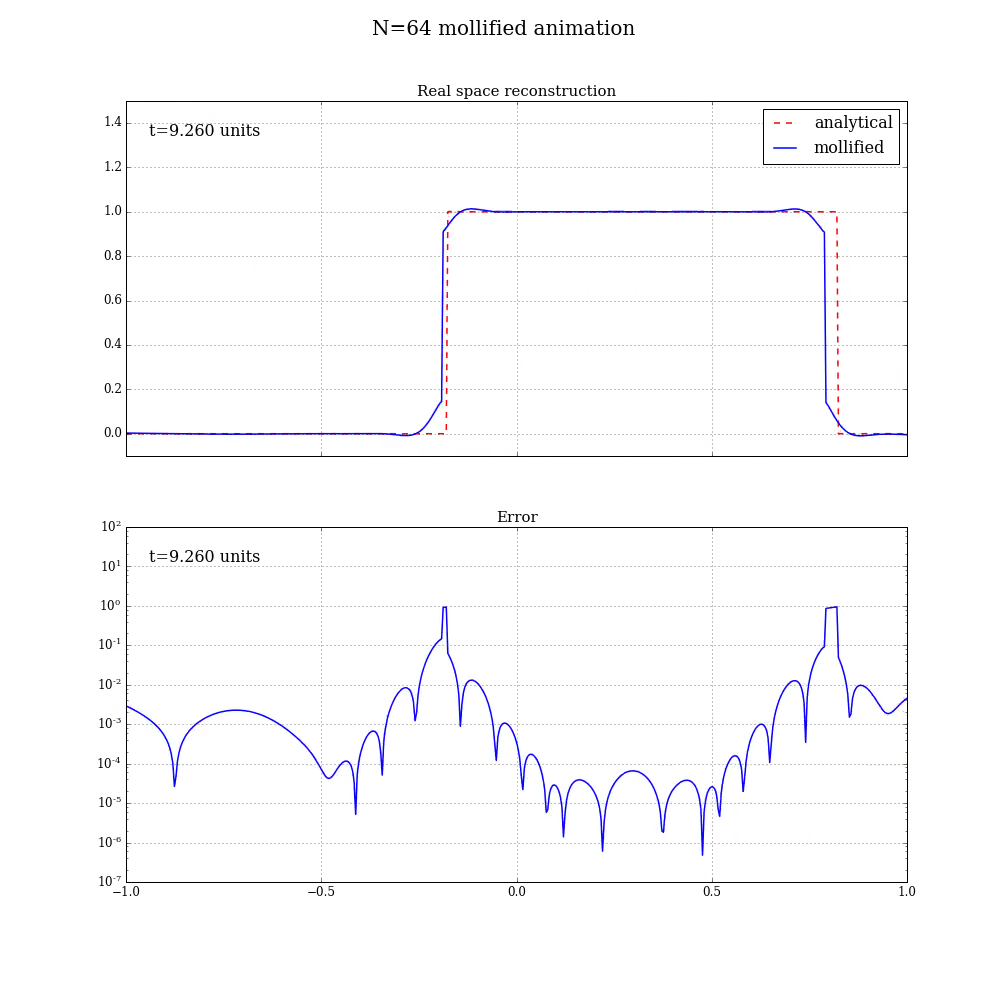 N=64 mollified animation
Real space reconstruction
t=9.260 units
analytical
mollified
1.4
1.2
1.0
0.8
0.6
0.4
0.2
0.0
Error
t=9.260 units
10²
10¹
10⁰
10⁻¹
10⁻²
10⁻³
10⁻⁴
10⁻⁵
10⁻⁶
10⁻⁷
−1.0 −0.5 0.0 0.5 1.0